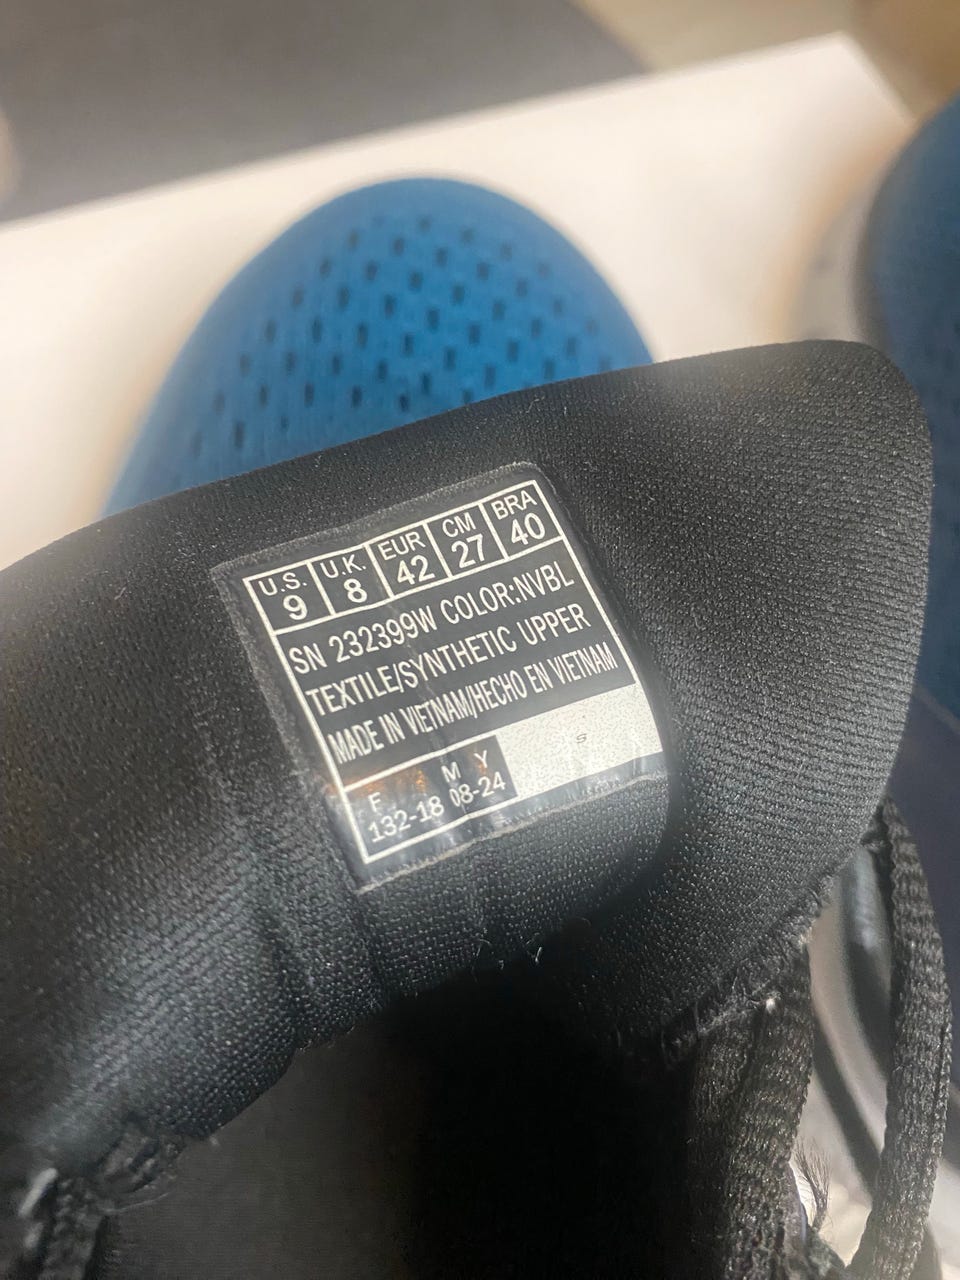 U.S. U.K. EUR CM BRA
9 8 42 27 40
SN 232399W COLOR:NVBL
TEXTILE/SYNTHETIC UPPER
MADE IN VIETNAM/HECHO EN VIETNAM
F M Y
132-18 08-24
S